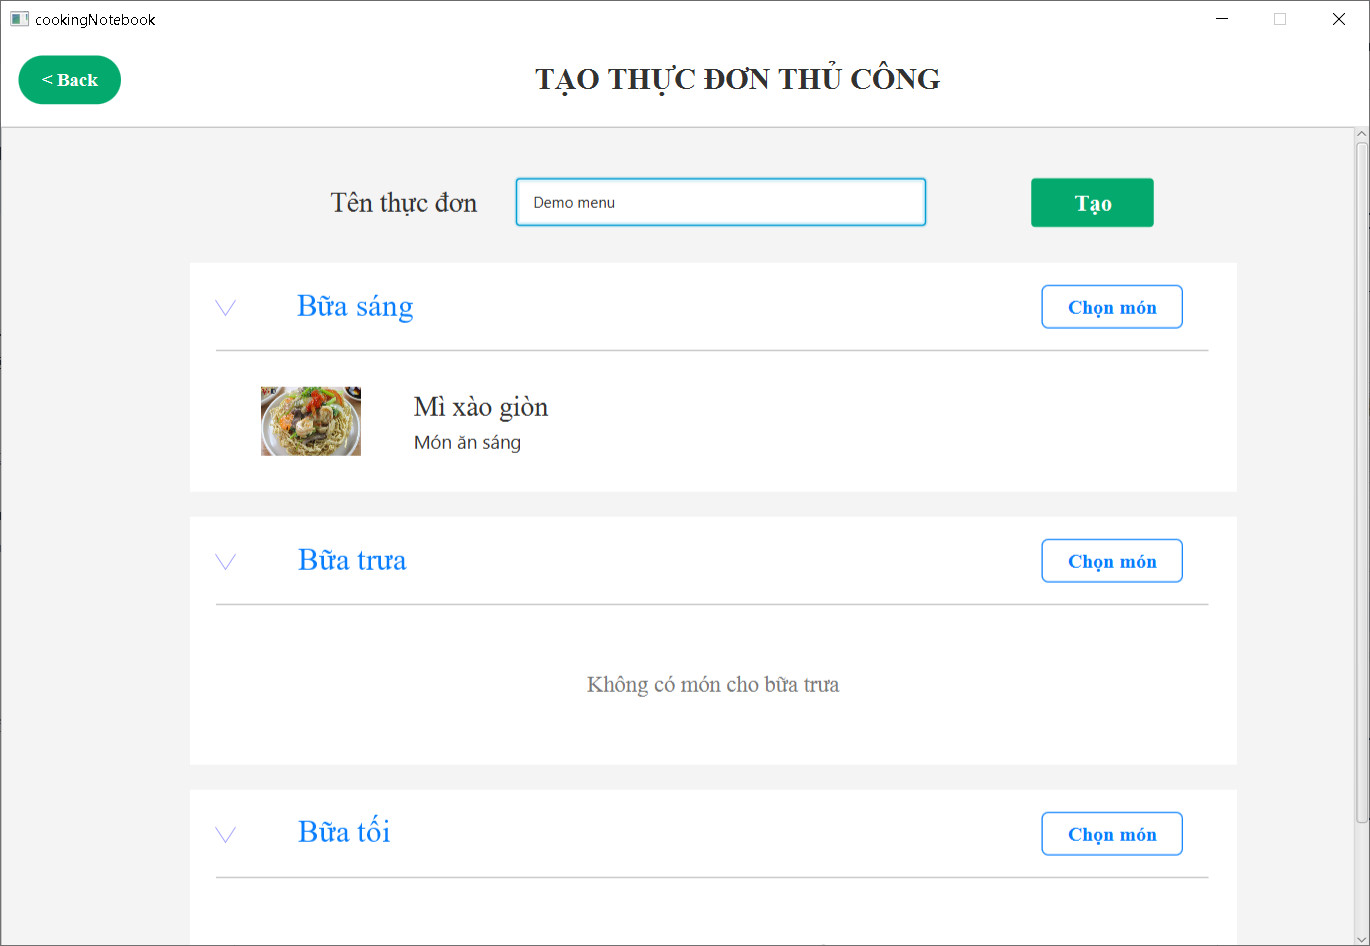 cookingNotebook
< Back
TẠO THỰC ĐƠN THỦ CÔNG
Tên thực đơn
Demo menu
Tạo
Bữa sáng
Chọn món
Mì xào giòn
Món ăn sáng
Bữa trưa
Chọn món
Không có món cho bữa trưa
Bữa tối
Chọn món